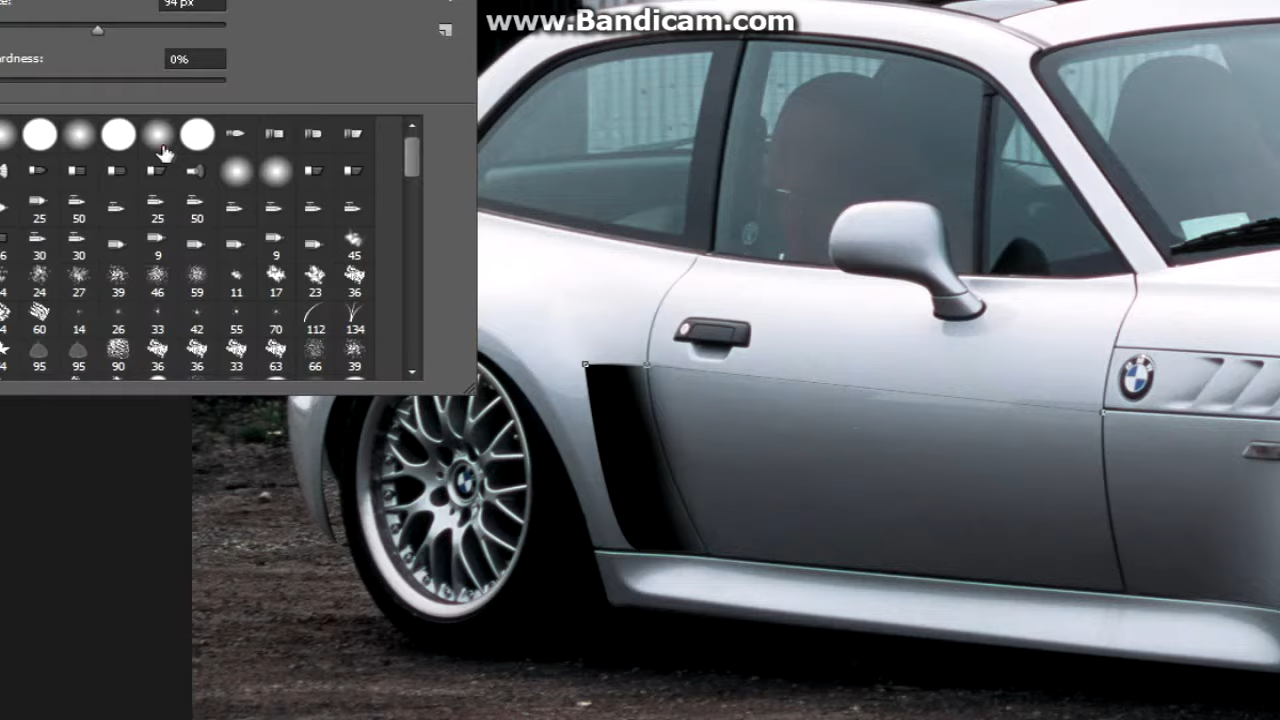 www.Bandicam.com
94 px
rdness:
0%
25 50 25 50
6 30 30 9 9 45
4 24 27 39 46 59 11 17 23 36
4 60 14 26 33 42 55 70 112 134
95 95 90 36 36 33 63 66 39